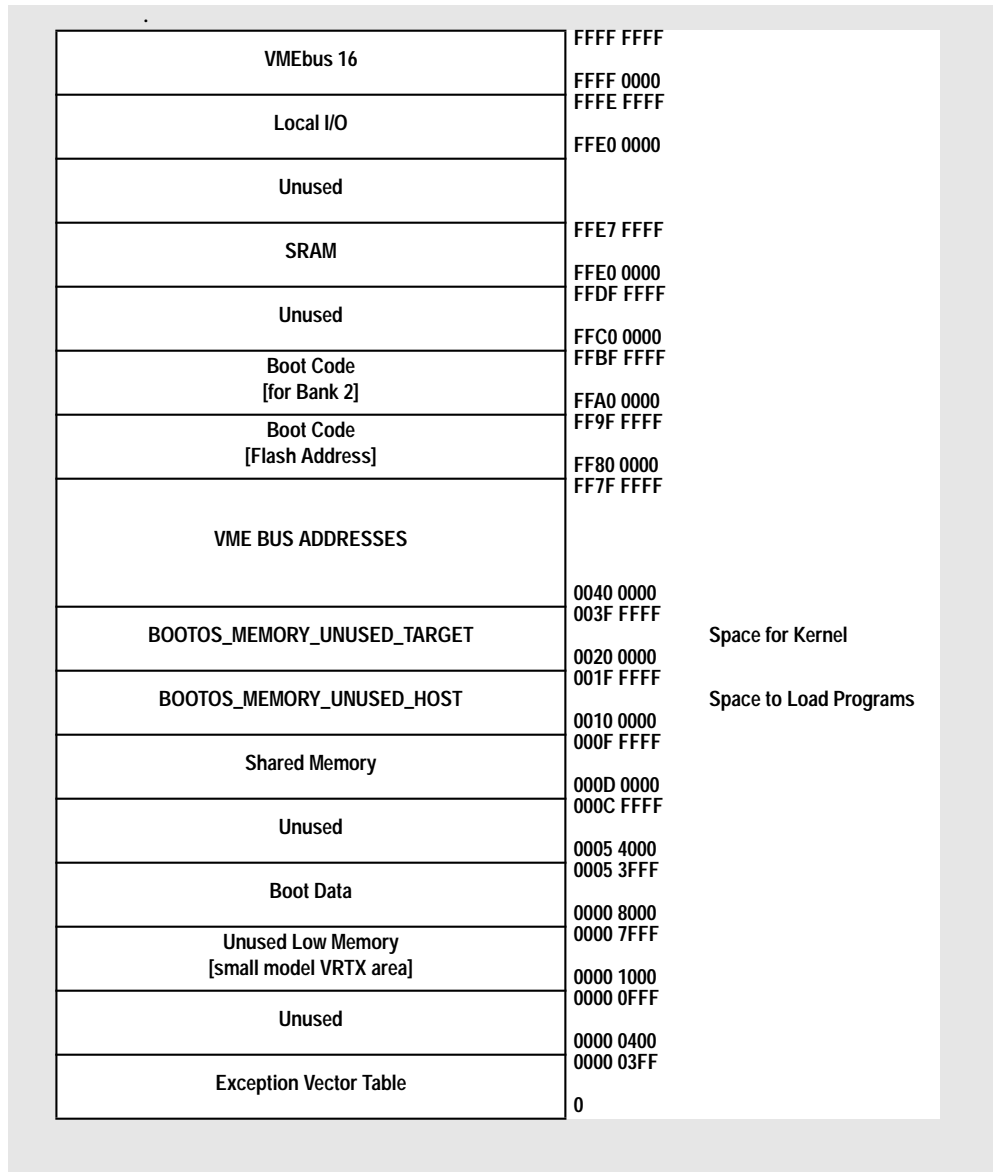 .
FFFF FFFF
VMEbus 16
FFFF 0000
FFFE FFFF
Local I/O
FFE0 0000
Unused
FFE7 FFFF
SRAM
FFE0 0000
FFDF FFFF
Unused
FFC0 0000
FFBF FFFF
Boot Code
[for Bank 2]
FFA0 0000
FF9F FFFF
Boot Code
[Flash Address]
FF80 0000
FF7F FFFF
VME BUS ADDRESSES
0040 0000
003F FFFF
BOOTOS_MEMORY_UNUSED_TARGET Space for Kernel
0020 0000
001F FFFF
BOOTOS_MEMORY_UNUSED_HOST Space to Load Programs
0010 0000
000F FFFF
Shared Memory
000D 0000
000C FFFF
Unused
0005 4000
0005 3FFF
Boot Data
0000 8000
0000 7FFF
Unused Low Memory
[small model VRTX area]
0000 1000
0000 0FFF
Unused
0000 0400
0000 03FF
Exception Vector Table
0